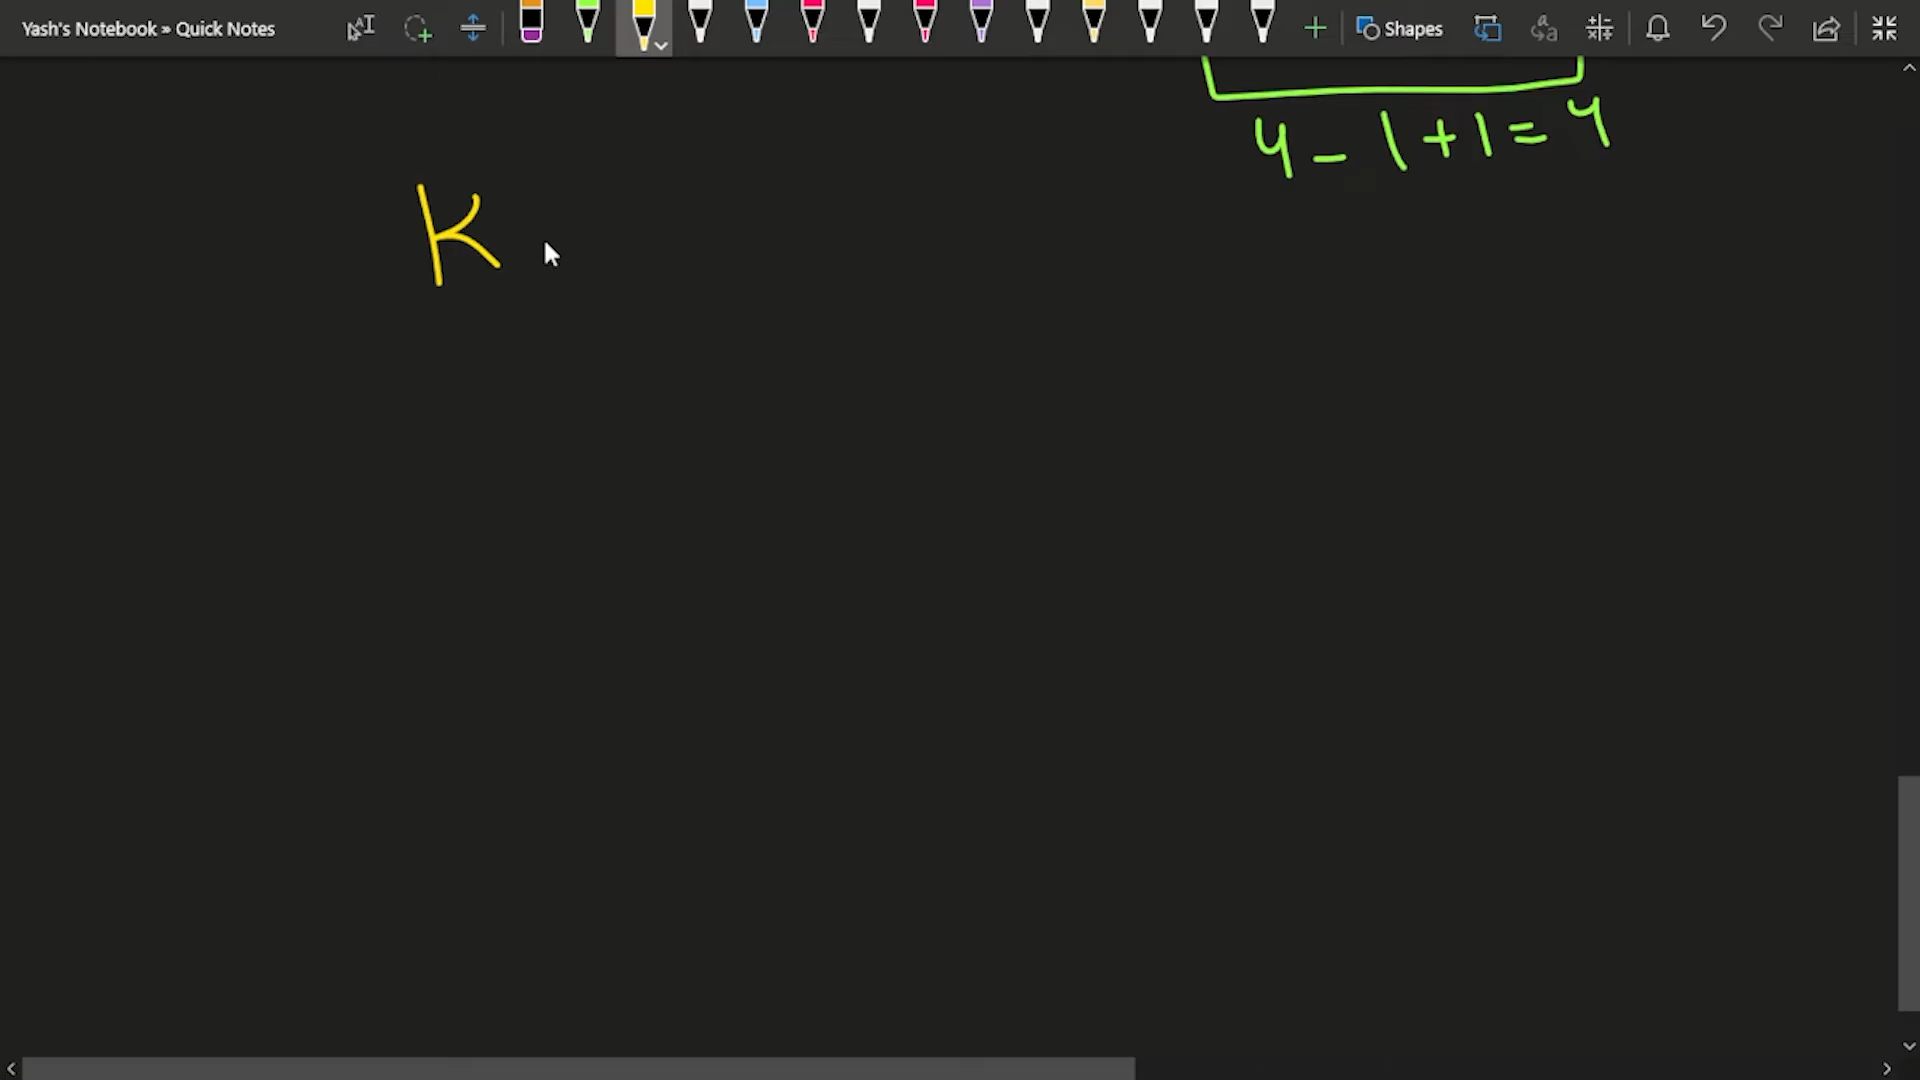 Yash's Notebook » Quick Notes
Shapes
4 - 1 + 1 = 4
K